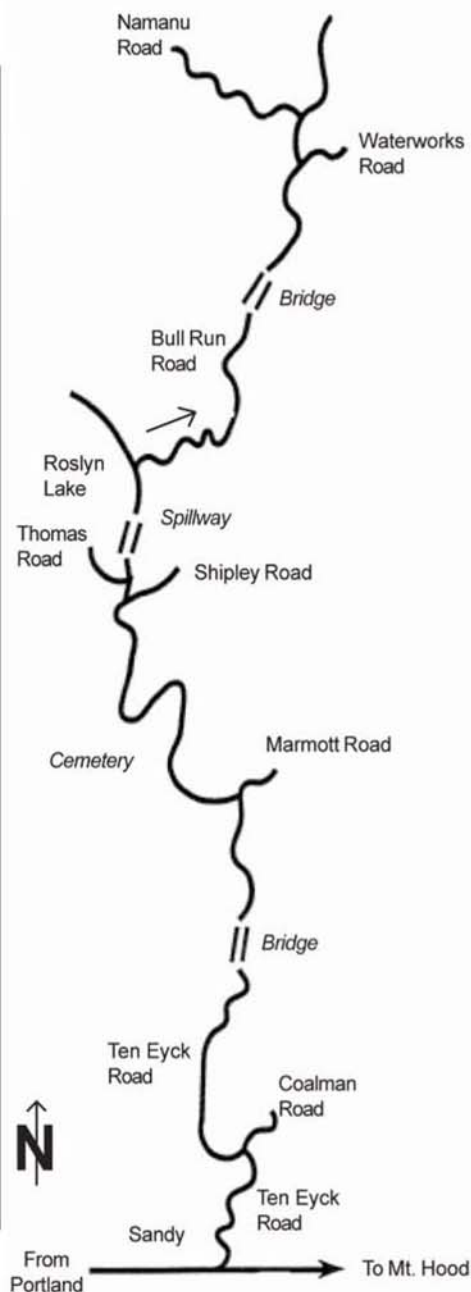 Namanu
Road
Waterworks
Road
Bridge
Bull Run
Road
Roslyn
Lake
Spillway
Thomas
Road
Shipley Road
Marmott Road
Cemetery
Bridge
Ten Eyck
Road
Coalman
Road
N
Ten Eyck
Road
Sandy
From
Portland
To Mt. Hood